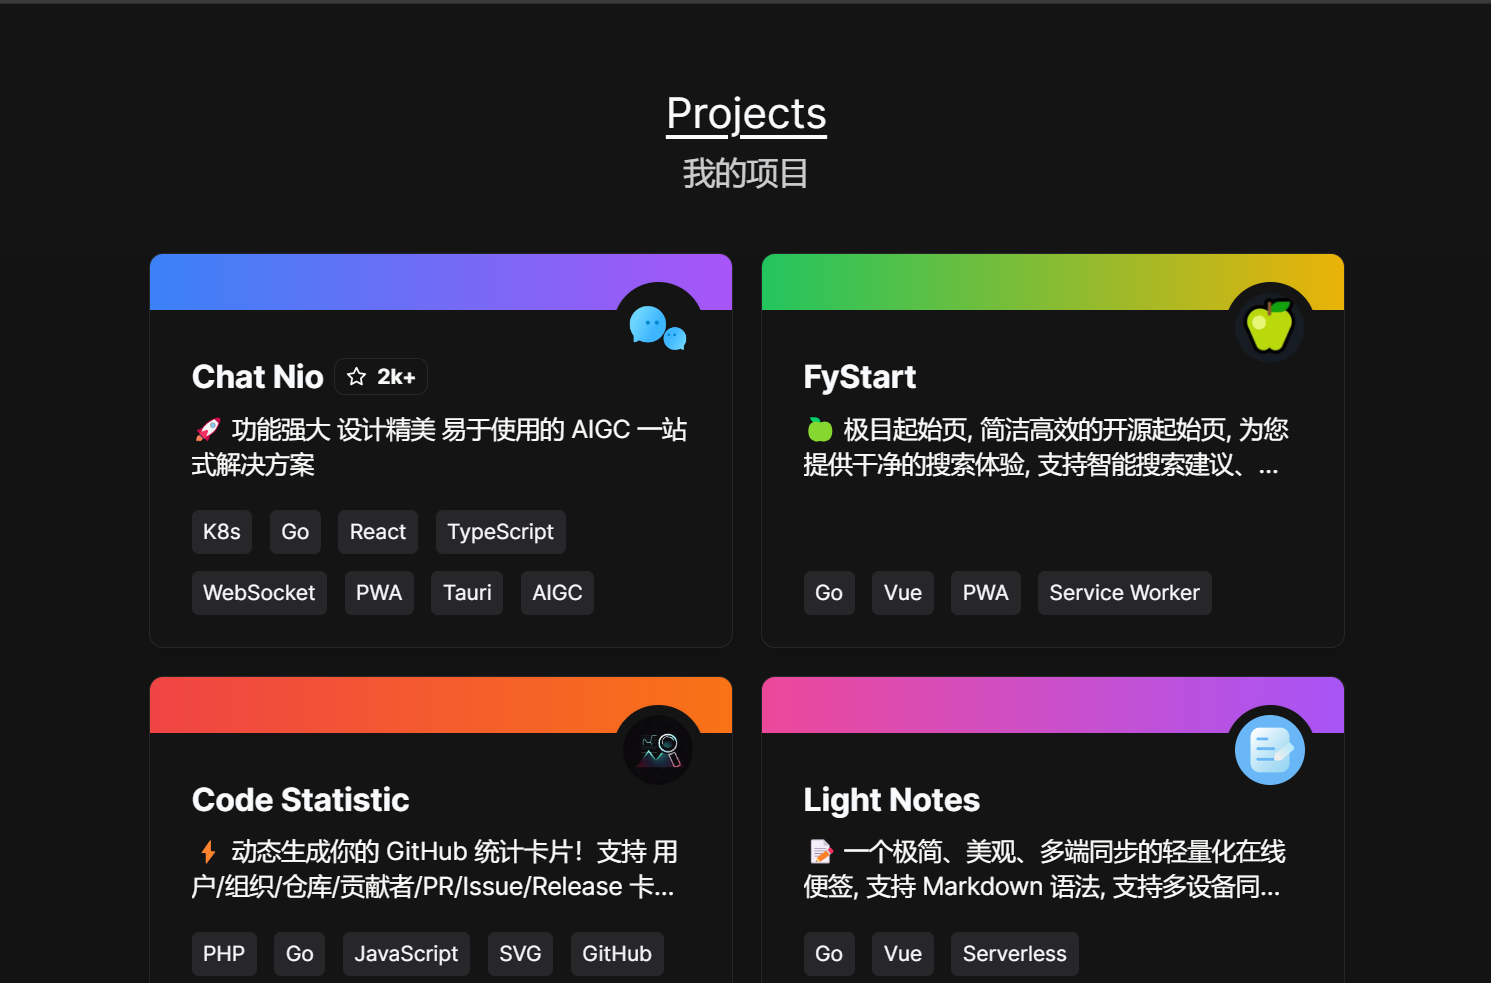 Projects
我的项目
Chat Nio 2k+
🚀 功能强大 设计精美 易于使用的 AIGC 一站
式解决方案
K8s Go React TypeScript
WebSocket PWA Tauri AIGC
FyStart
🍏 极目起始页, 简洁高效的开源起始页, 为您
提供干净的搜索体验, 支持智能搜索建议、...
Go Vue PWA Service Worker
Code Statistic
⚡ 动态生成你的 GitHub 统计卡片！支持 用
户/组织/仓库/贡献者/PR/Issue/Release 卡...
PHP Go JavaScript SVG GitHub
Light Notes
📝 一个极简、美观、多端同步的轻量化在线
便签, 支持 Markdown 语法, 支持多设备同...
Go Vue Serverless